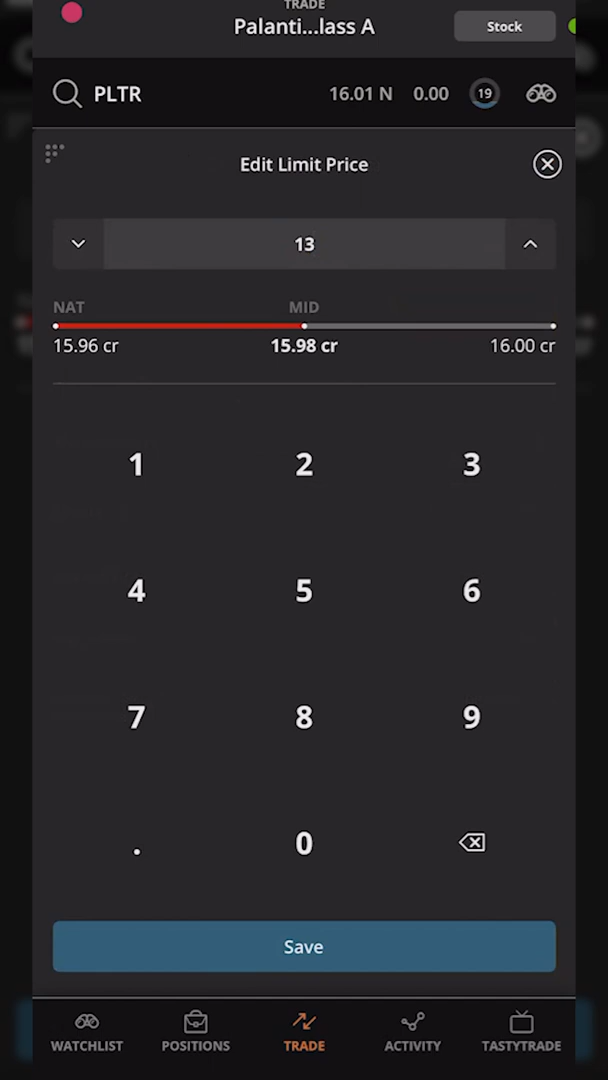 TRADE
Palanti...lass A
Stock
PLTR 16.01 N 0.00 19
Edit Limit Price
13
NAT MID
15.96 cr 15.98 cr 16.00 cr
1 2 3
4 5 6
7 8 9
. 0
Save
WATCHLIST POSITIONS TRADE ACTIVITY TASTYTRADE